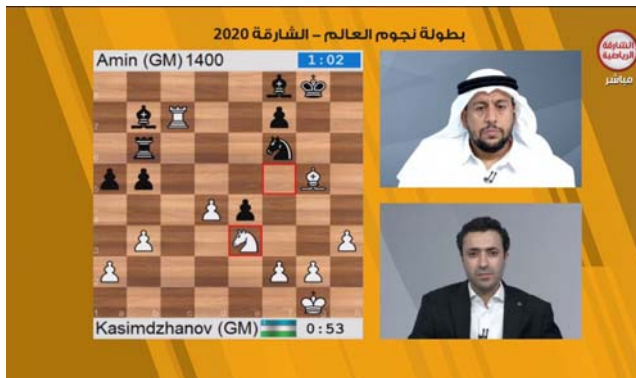 بطولة نجوم العالم - الشارقة 2020
الشارقة
الرياضية
مباشر
Amin (GM) 1400
1:02
Kasimdzhanov (GM)
0:53